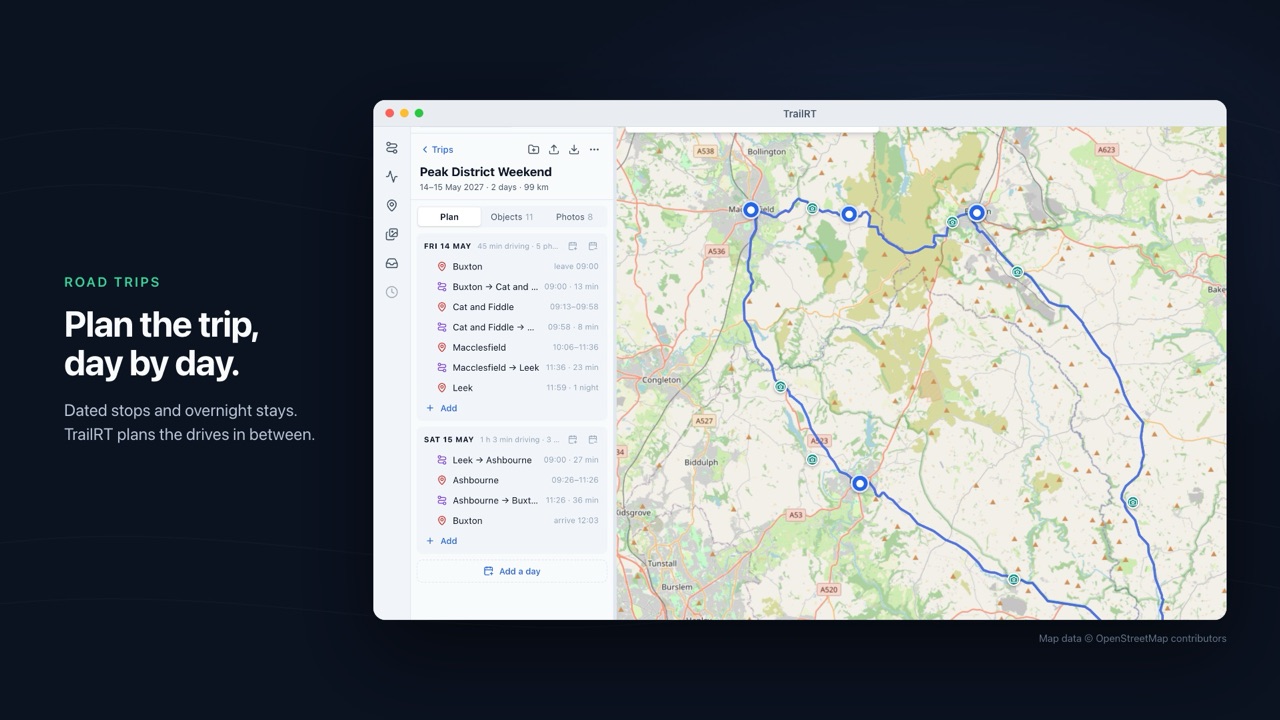 ROAD TRIPS
Plan the trip,
day by day.
Dated stops and overnight stays.
TrailRT plans the drives in between.
TrailRT
Trips
Peak District Weekend
14–15 May 2027 · 2 days · 99 km
Plan
Objects 11
Photos 8
FRI 14 MAY 45 min driving · 5 ph...
Buxton leave 09:00
Buxton → Cat and ... 09:00 · 13 min
Cat and Fiddle 09:13–09:58
Cat and Fiddle → ... 09:58 · 8 min
Macclesfield 10:06–11:36
Macclesfield → Leek 11:36 · 23 min
Leek 11:59 · 1 night
+ Add
SAT 15 MAY 1 h 3 min driving · 3 ...
Leek → Ashbourne 09:00 · 27 min
Ashbourne 09:26–11:26
Ashbourne → Buxt... 11:26 · 36 min
Buxton arrive 12:03
+ Add
Add a day
A538
Bollington
A623
A536
Congleton
A527
A523
Biddulph
A53
Tunstall
Burslem
A520
Map data © OpenStreetMap contributors